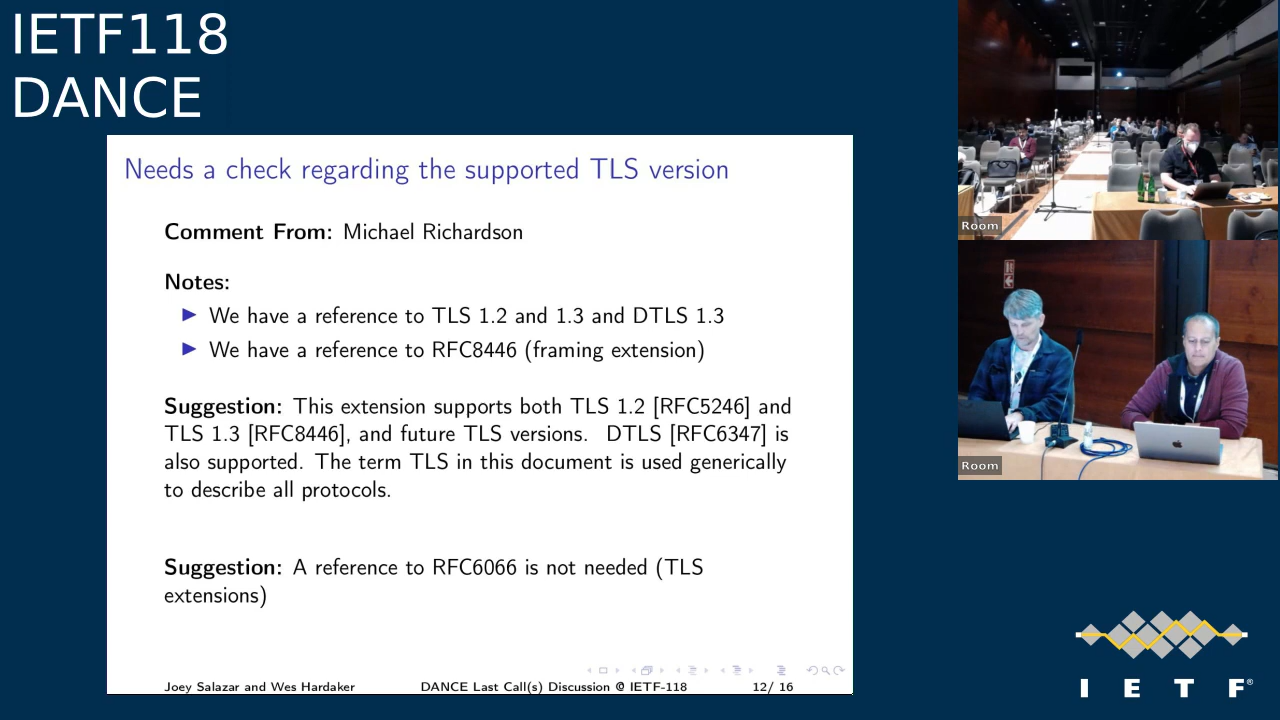 IETF118
DANCE
Needs a check regarding the supported TLS version
Comment From: Michael Richardson
Notes:
We have a reference to TLS 1.2 and 1.3 and DTLS 1.3
We have a reference to RFC8446 (framing extension)
Suggestion: This extension supports both TLS 1.2 [RFC5246] and
TLS 1.3 [RFC8446], and future TLS versions. DTLS [RFC6347] is
also supported. The term TLS in this document is used generically
to describe all protocols.
Suggestion: A reference to RFC6066 is not needed (TLS
extensions)
Joey Salazar and Wes Hardaker DANCE Last Call(s) Discussion @ IETF-118 12/ 16
Room
Room
I E T F®